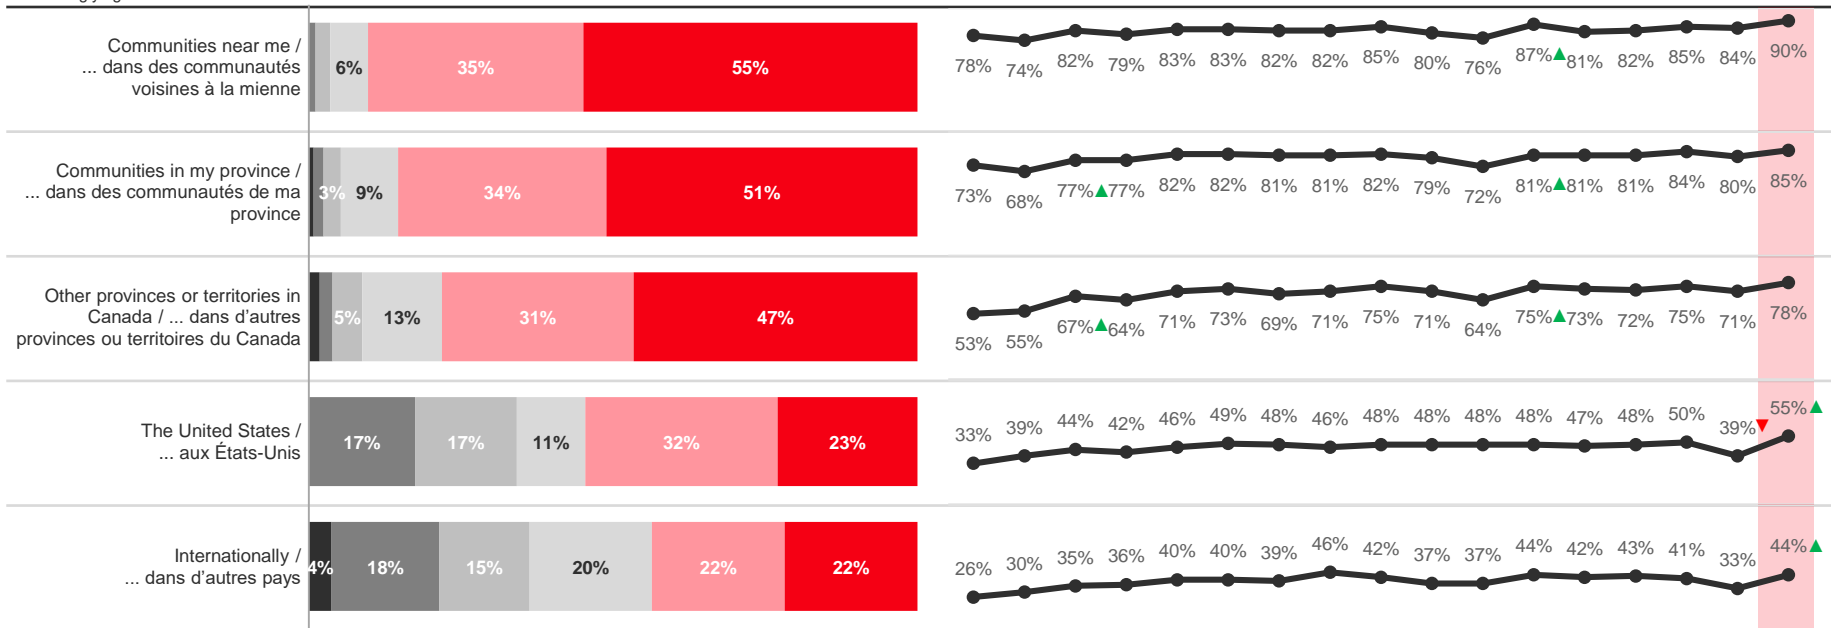 Communities near me /
... dans des communautés
voisines à la mienne
6% 35% 55%
78% 74% 82% 79% 83% 83% 82% 82% 85% 80% 76% 87%▲81% 82% 85% 84% 90%
Communities in my province /
... dans des communautés de ma
province
3% 9% 34% 51%
73% 68% 77%▲77% 82% 82% 81% 81% 82% 79% 72% 81%▲81% 81% 84% 80% 85%
Other provinces or territories in
Canada / ... dans d'autres
provinces ou territoires du Canada
5% 13% 31% 47%
53% 55% 67%▲64% 71% 73% 69% 71% 75% 71% 64% 75%▲73% 72% 75% 71% 78%
The United States /
... aux États-Unis
17% 17% 11% 32% 23%
33% 39% 44% 42% 46% 49% 48% 46% 48% 48% 48% 48% 47% 48% 50% 39%▼55%▲
Internationally /
... dans d'autres pays
4% 18% 15% 20% 22% 22%
26% 30% 35% 36% 40% 40% 39% 46% 42% 37% 37% 44% 42% 43% 41% 33% 44%▲